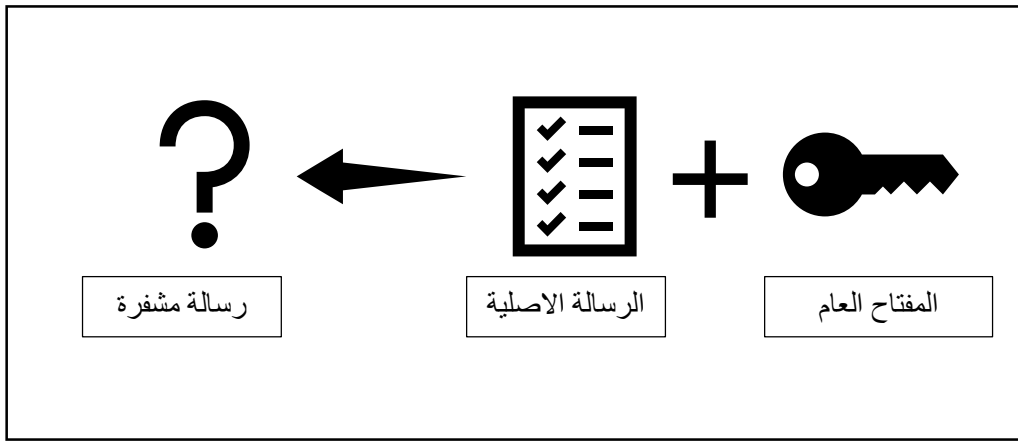 المفتاح العام
الرسالة الاصلية
رسالة مشفرة